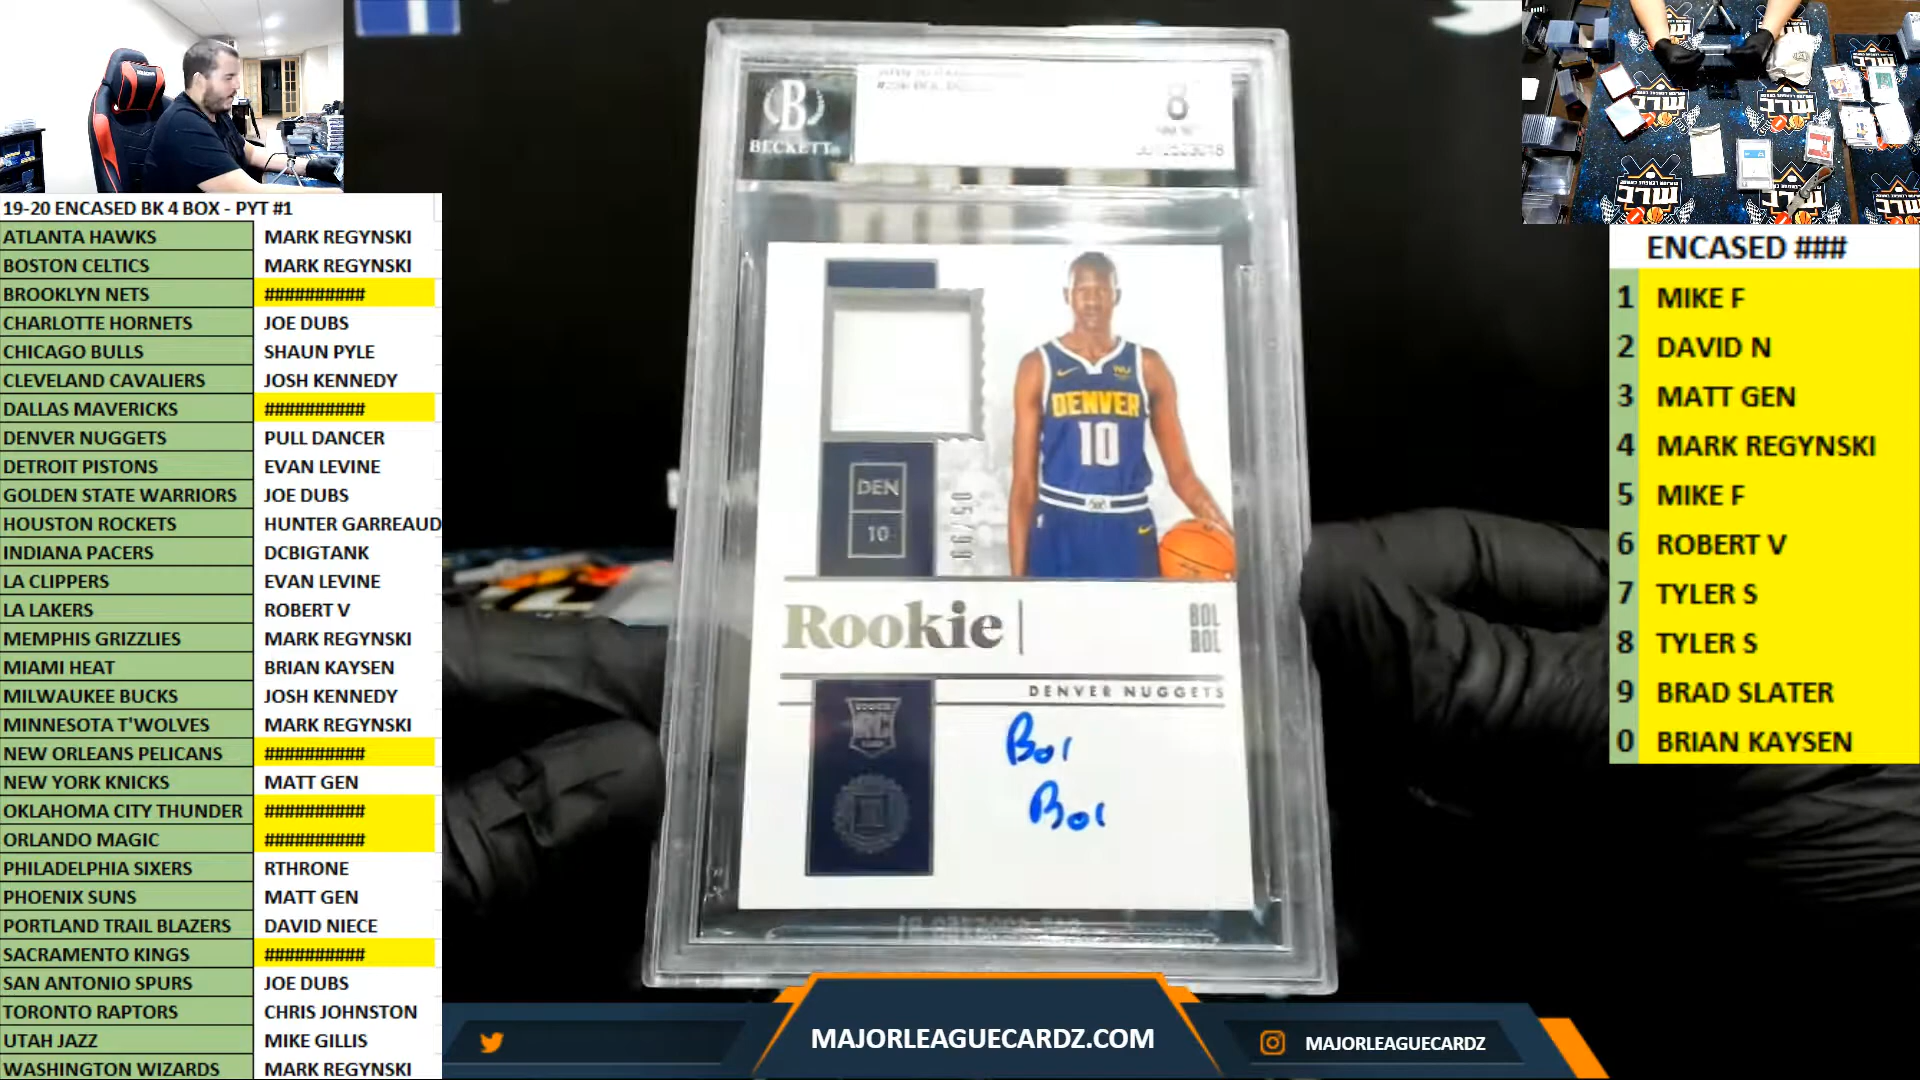 19-20 ENCASED BK 4 BOX - PYT #1
ATLANTA HAWKS MARK REGYNSKI
BOSTON CELTICS MARK REGYNSKI
BROOKLYN NETS ##########
CHARLOTTE HORNETS JOE DUBS
CHICAGO BULLS SHAUN PYLE
CLEVELAND CAVALIERS JOSH KENNEDY
DALLAS MAVERICKS ##########
DENVER NUGGETS PULL DANCER
DETROIT PISTONS EVAN LEVINE
GOLDEN STATE WARRIORS JOE DUBS
HOUSTON ROCKETS HUNTER GARREAUD
INDIANA PACERS DCBIGTANK
LA CLIPPERS EVAN LEVINE
LA LAKERS ROBERT V
MEMPHIS GRIZZLIES MARK REGYNSKI
MIAMI HEAT BRIAN KAYSEN
MILWAUKEE BUCKS JOSH KENNEDY
MINNESOTA T'WOLVES MARK REGYNSKI
NEW ORLEANS PELICANS ##########
NEW YORK KNICKS MATT GEN
OKLAHOMA CITY THUNDER ##########
ORLANDO MAGIC ##########
PHILADELPHIA SIXERS RTHRONE
PHOENIX SUNS MATT GEN
PORTLAND TRAIL BLAZERS DAVID NIECE
SACRAMENTO KINGS ##########
SAN ANTONIO SPURS JOE DUBS
TORONTO RAPTORS CHRIS JOHNSTON
UTAH JAZZ MIKE GILLIS
WASHINGTON WIZARDS MARK REGYNSKI
B
BECKETT
8
DENVER
10
DEN
10
05/99
Rookie
BOL
BOL
DENVER NUGGETS
RC
Bol
Bol
ENCASED ###
1 MIKE F
2 DAVID N
3 MATT GEN
4 MARK REGYNSKI
5 MIKE F
6 ROBERT V
7 TYLER S
8 TYLER S
9 BRAD SLATER
0 BRIAN KAYSEN
MAJORLEAGUECARDZ.COM
MAJORLEAGUECARDZ